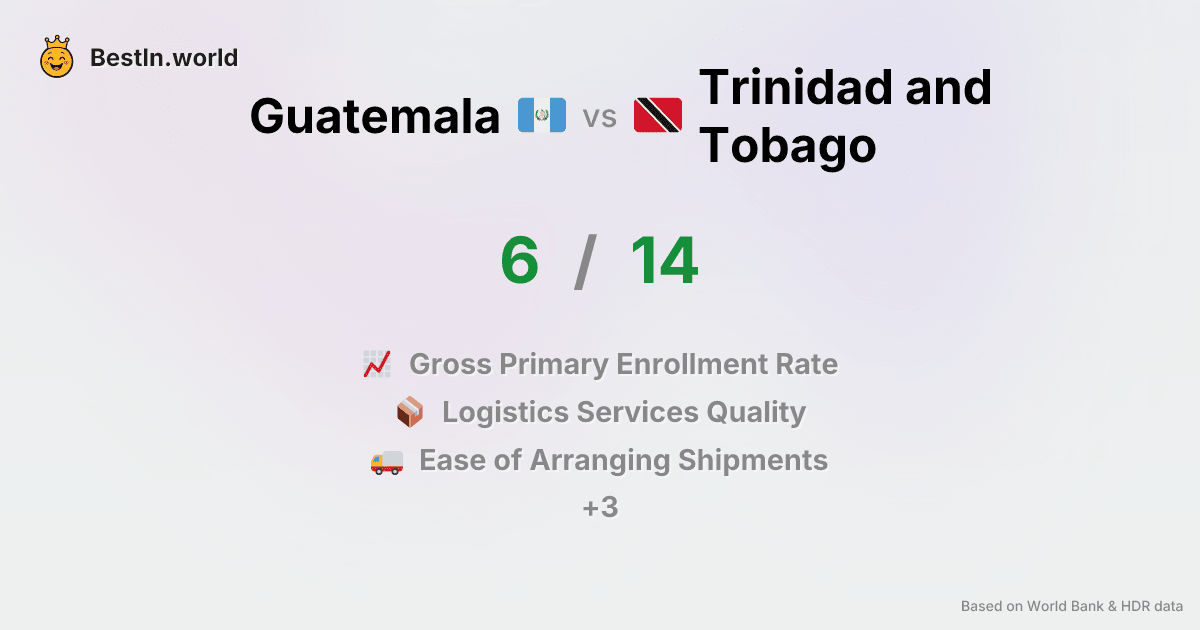 BestIn.world
Guatemala vs Trinidad and
Tobago
6 / 14
Gross Primary Enrollment Rate
Logistics Services Quality
Ease of Arranging Shipments
+3
Based on World Bank & HDR data